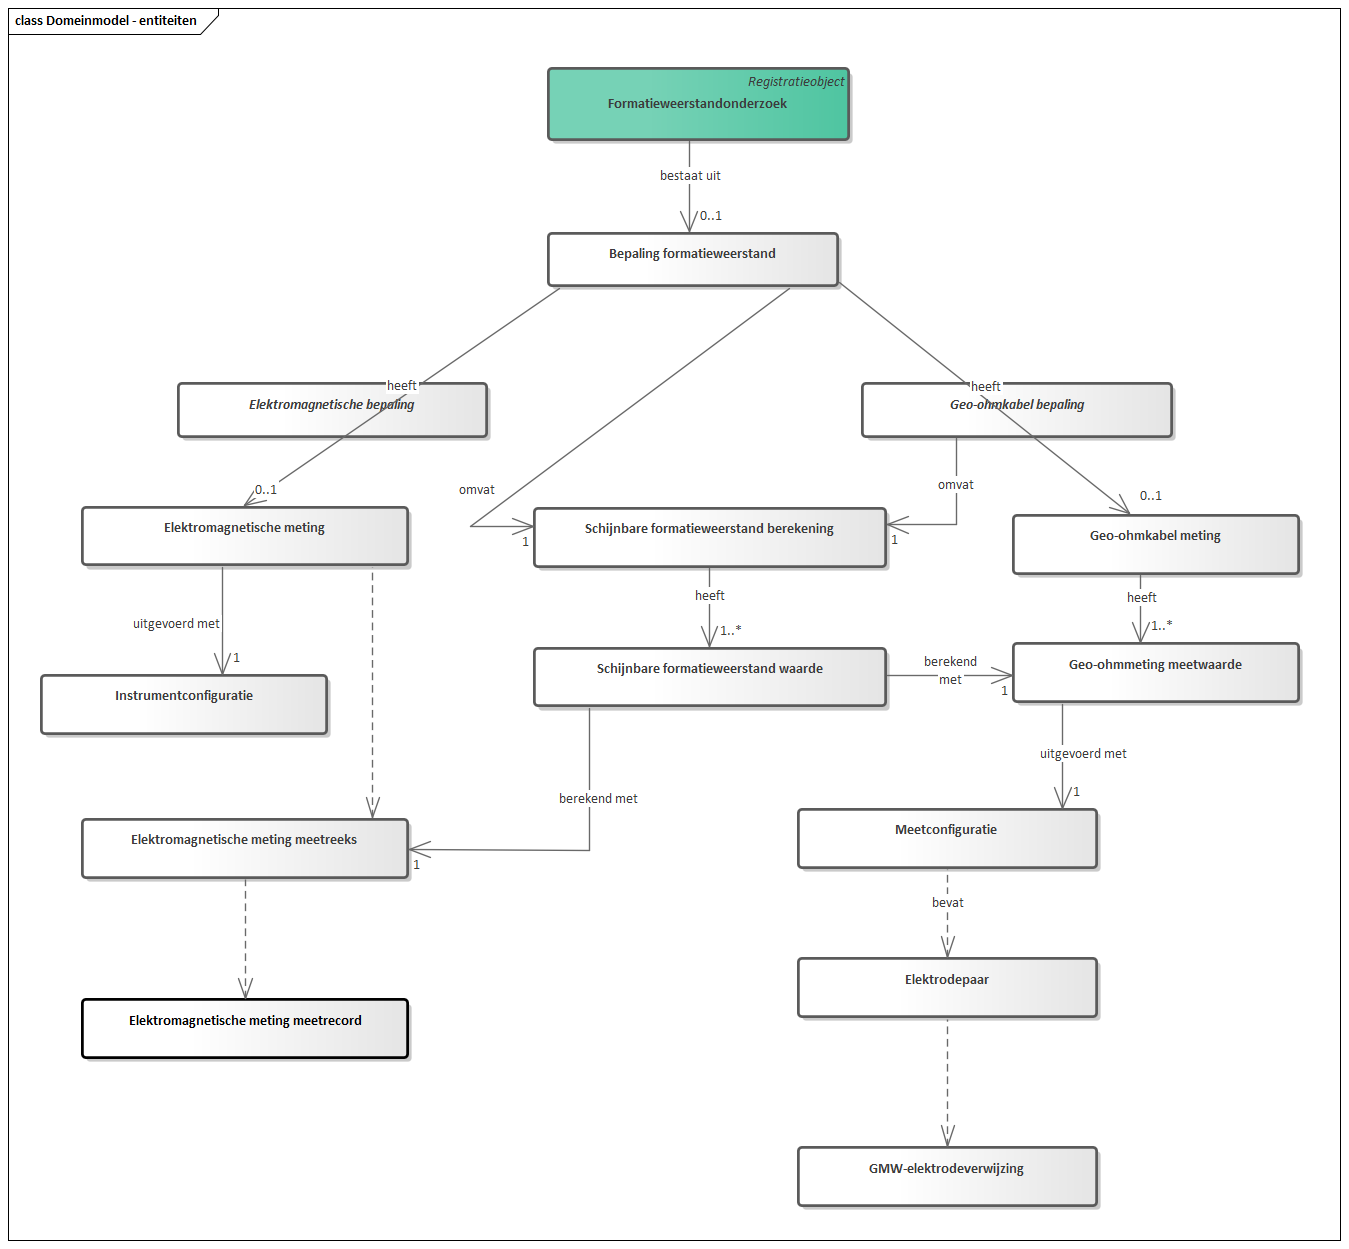 class Domeinmodel - entiteiten
Registratieobject
Formatieweerstandonderzoek
bestaat uit
0..1
Bepaling formatieweerstand
heeft
heeft
Elektromagnetische bepaling
Geo-ohmkabel bepaling
omvat
omvat
0..1
0..1
Elektromagnetische meting
Schijnbare formatieweerstand berekening
1
1
Geo-ohmkabel meting
uitgevoerd met
1
heeft
1..*
heeft
1..*
Instrumentconfiguratie
Schijnbare formatieweerstand waarde
berekend
met
1
Geo-ohmmeting meetwaarde
uitgevoerd met
1
berekend met
1
Elektromagnetische meting meetreeks
Meetconfiguratie
bevat
Elektrodepaar
Elektromagnetische meting meetrecord
GMW-elektrodeverwijzing